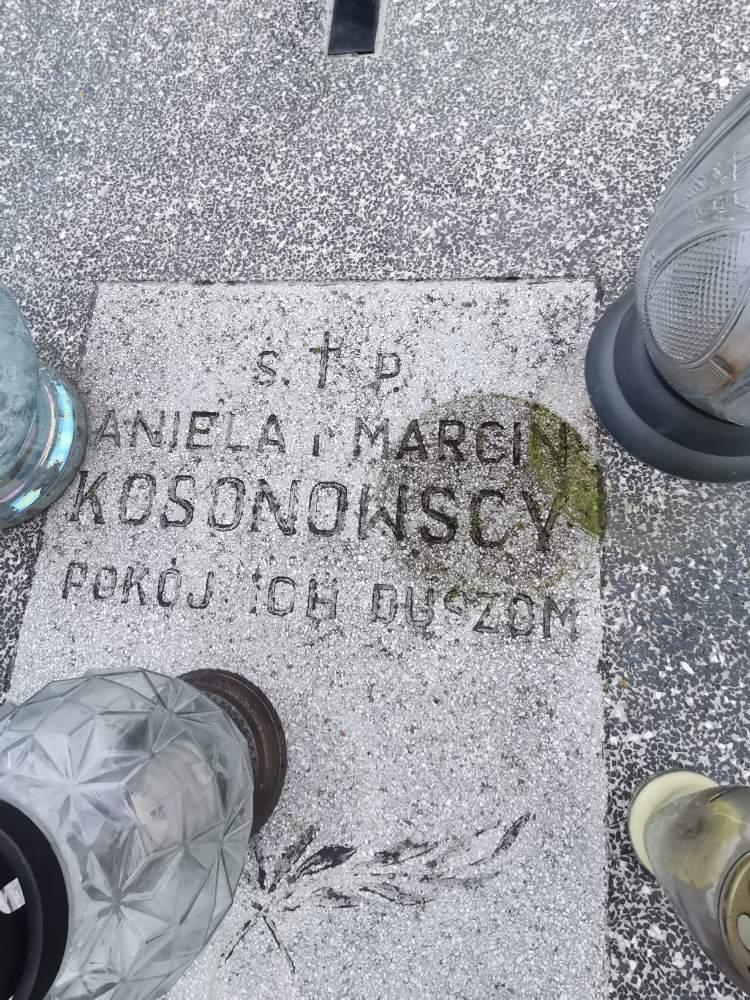 S. † P.
ANIELA i MARCIN
KOSONOWSCY
POKÓJ ICH DUSZOM